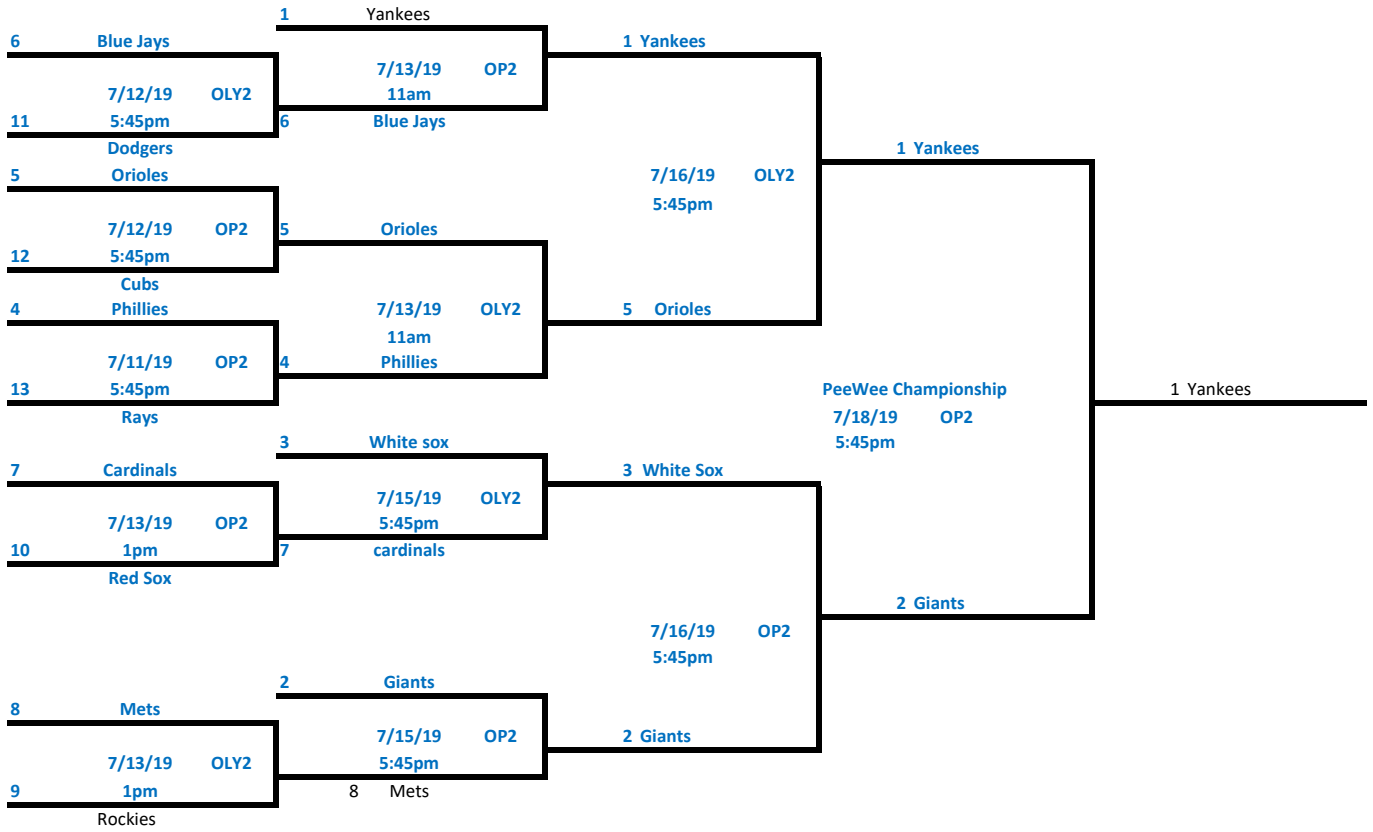 1 Yankees
6 Blue Jays
1 Yankees
7/13/19 OP2
7/12/19 OLY2
11am
11 5:45pm
6 Blue Jays
Dodgers
1 Yankees
5 Orioles
7/16/19 OLY2
5:45pm
7/12/19 OP2
5 Orioles
12 5:45pm
Cubs
4 Phillies
7/13/19 OLY2
5 Orioles
11am
7/11/19 OP2
4 Phillies
13 5:45pm
PeeWee Championship
1 Yankees
Rays
7/18/19 OP2
5:45pm
3 White sox
7 Cardinals
3 White Sox
7/15/19 OLY2
7/13/19 OP2
5:45pm
10 1pm
7 cardinals
Red Sox
2 Giants
7/16/19 OP2
5:45pm
2 Giants
8 Mets
7/15/19 OP2
2 Giants
7/13/19 OLY2
5:45pm
9 1pm
8 Mets
Rockies